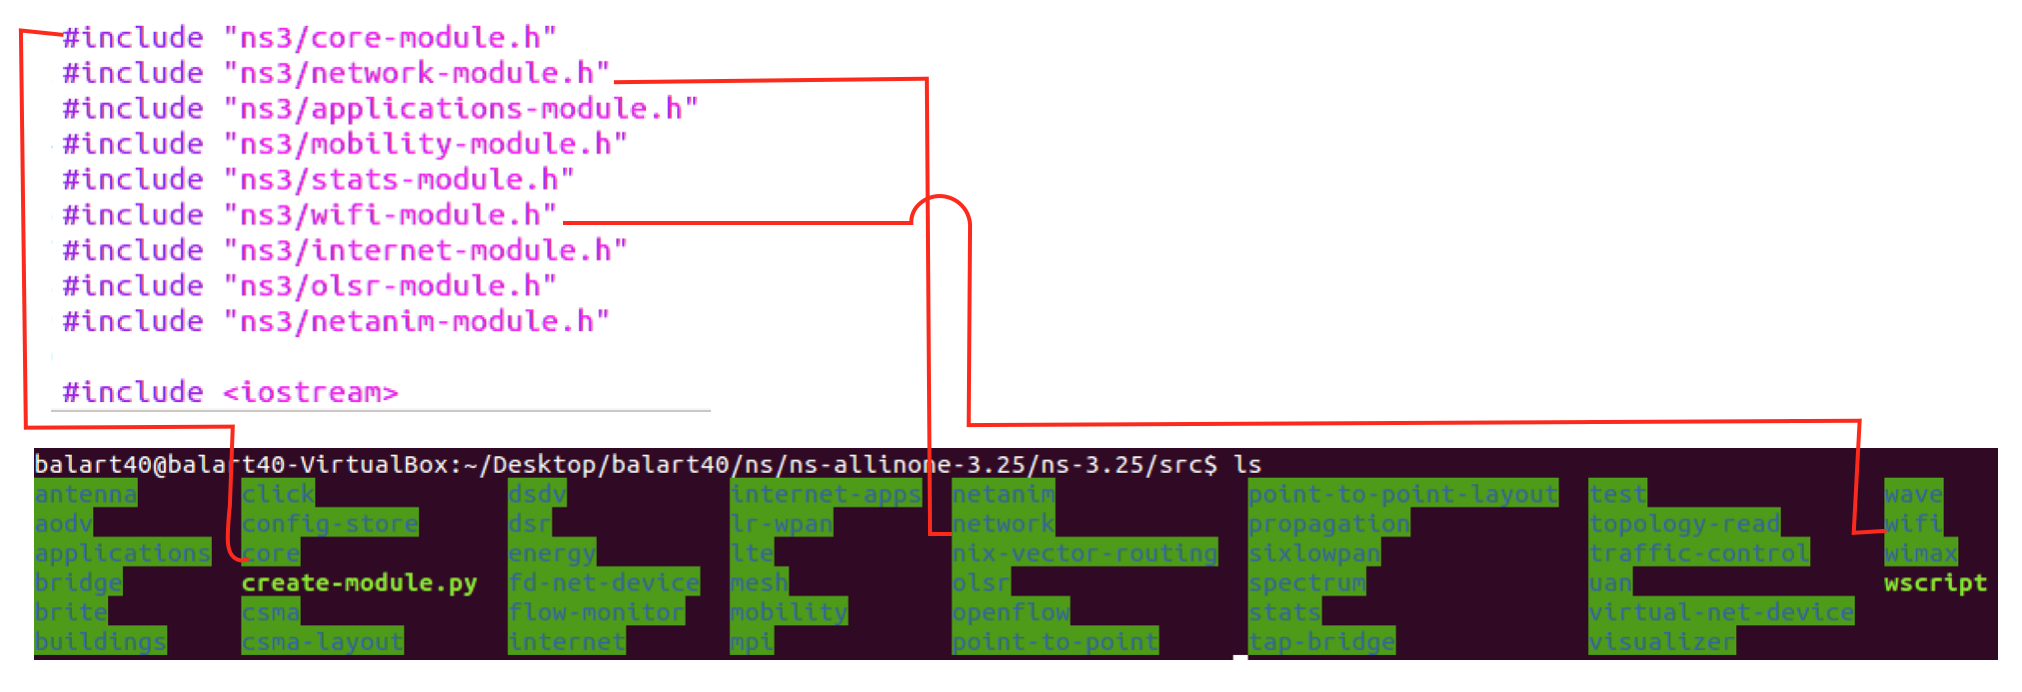 #include "ns3/core-module.h"
#include "ns3/network-module.h"
#include "ns3/applications-module.h"
#include "ns3/mobility-module.h"
#include "ns3/stats-module.h"
#include "ns3/wifi-module.h"
#include "ns3/internet-module.h"
#include "ns3/olsr-module.h"
#include "ns3/netanim-module.h"
#include <iostream>
balart40@balart40-VirtualBox:~/Desktop/balart40/ns/ns-allinone-3.25/ns-3.25/src$ ls
antenna click dsdv internet-apps netanim point-to-point-layout test wave
aodv config-store dsr lr-wpan network propagation topology-read wifi
applications core energy lte nix-vector-routing sixlowpan traffic-control wimax
bridge create-module.py fd-net-device mesh olsr spectrum uan wscript
brite csma flow-monitor mobility openflow stats virtual-net-device
buildings csma-layout internet mpi point-to-point tap-bridge visualizer